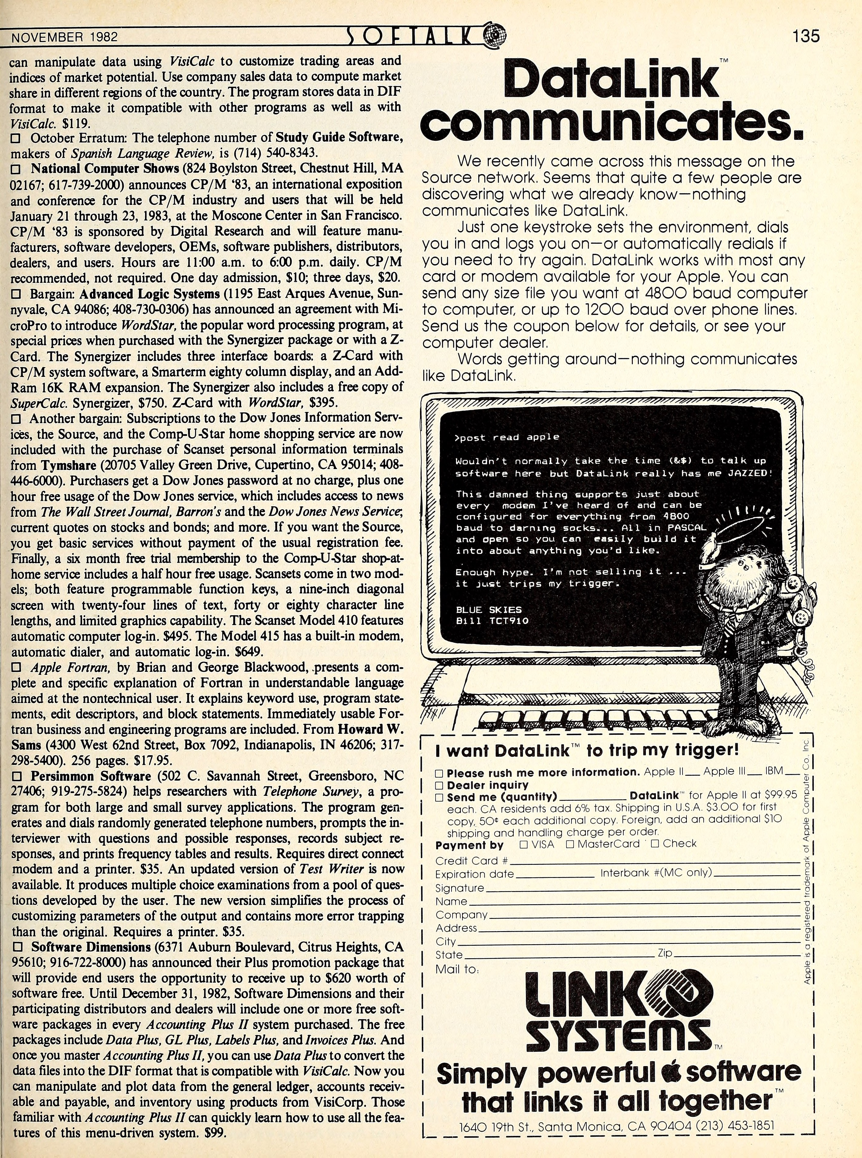 NOVEMBER 1982
SOFTALK
135
can manipulate data using VisiCalc to customize trading areas and
indices of market potential. Use company sales data to compute market
share in different regions of the country. The program stores data in DIF
format to make it compatible with other programs as well as with
VisiCalc. $119.
□ October Erratum: The telephone number of Study Guide Software,
makers of Spanish Language Review, is (714) 540-8343.
□ National Computer Shows (824 Boylston Street, Chestnut Hill, MA
02167; 617-739-2000) announces CP/M '83, an international exposition
and conference for the CP/M industry and users that will be held
January 21 through 23, 1983, at the Moscone Center in San Francisco.
CP/M '83 is sponsored by Digital Research and will feature manu-
facturers, software developers, OEMs, software publishers, distributors,
dealers, and users. Hours are 11:00 a.m. to 6:00 p.m. daily. CP/M
recommended, not required. One day admission, $10; three days, $20.
□ Bargain: Advanced Logic Systems (1195 East Arques Avenue, Sun-
nyvale, CA 94086; 408-730-0306) has announced an agreement with Mi-
croPro to introduce WordStar, the popular word processing program, at
special prices when purchased with the Synergizer package or with a Z-
Card. The Synergizer includes three interface boards: a Z-Card with
CP/M system software, a Smarterm eighty column display, and an Add-
Ram 16K RAM expansion. The Synergizer also includes a free copy of
SuperCalc. Synergizer, $750. Z-Card with WordStar, $395.
□ Another bargain: Subscriptions to the Dow Jones Information Serv-
ices, the Source, and the Comp-U-Star home shopping service are now
included with the purchase of Scanset personal information terminals
from Tymshare (20705 Valley Green Drive, Cupertino, CA 95014; 408-
446-6000). Purchasers get a Dow Jones password at no charge, plus one
hour free usage of the Dow Jones service, which includes access to news
from The Wall Street Journal, Barron's and the Dow Jones News Service;
current quotes on stocks and bonds; and more. If you want the Source,
you get basic services without payment of the usual registration fee.
Finally, a six month free trial membership to the Comp-U-Star shop-at-
home service includes a half hour free usage. Scansets come in two mod-
els; both feature programmable function keys, a nine-inch diagonal
screen with twenty-four lines of text, forty or eighty character line
lengths, and limited graphics capability. The Scanset Model 410 features
automatic computer log-in. $495. The Model 415 has a built-in modem,
automatic dialer, and automatic log-in. $649.
□ Apple Fortran, by Brian and George Blackwood, presents a com-
plete and specific explanation of Fortran in understandable language
aimed at the nontechnical user. It explains keyword use, program state-
ments, edit descriptors, and block statements. Immediately usable For-
tran business and engineering programs are included. From Howard W.
Sams (4300 West 62nd Street, Box 7092, Indianapolis, IN 46206; 317-
298-5400). 256 pages. $17.95.
□ Persimmon Software (502 C. Savannah Street, Greensboro, NC
27406; 919-275-5824) helps researchers with Telephone Survey, a pro-
gram for both large and small survey applications. The program gen-
erates and dials randomly generated telephone numbers, prompts the in-
terviewer with questions and possible responses, records subject re-
sponses, and prints frequency tables and results. Requires direct connect
modem and a printer. $35. An updated version of Test Writer is now
available. It produces multiple choice examinations from a pool of ques-
tions developed by the user. The new version simplifies the process of
customizing parameters of the output and contains more error trapping
than the original. Requires a printer. $35.
□ Software Dimensions (6371 Auburn Boulevard, Citrus Heights, CA
95610; 916-722-8000) has announced their Plus promotion package that
will provide end users the opportunity to receive up to $620 worth of
software free. Until December 31, 1982, Software Dimensions and their
participating distributors and dealers will include one or more free soft-
ware packages in every Accounting Plus II system purchased. The free
packages include Data Plus, GL Plus, Labels Plus, and Invoices Plus. And
once you master Accounting Plus II, you can use Data Plus to convert the
data files into the DIF format that is compatible with VisiCalc. Now you
can manipulate and plot data from the general ledger, accounts receiv-
able and payable, and inventory using products from VisiCorp. Those
familiar with Accounting Plus II can quickly learn how to use all the fea-
tures of this menu-driven system. $99.
DataLink™
communicates.
We recently came across this message on the
Source network. Seems that quite a few people are
discovering what we already know—nothing
communicates like DataLink.
Just one keystroke sets the environment, dials
you in and logs you on—or automatically redials if
you need to try again. DataLink works with most any
card or modem available for your Apple. You can
send any size file you want at 4800 baud computer
to computer, or up to 1200 baud over phone lines.
Send us the coupon below for details, or see your
computer dealer.
Words getting around—nothing communicates
like DataLink.
>post read apple
Wouldn't normally take the time (&$) to talk up
software here but DataLink really has me JAZZED!
This damned thing supports just about
every modem I've heard of and can be
configured for everything from 4800
baud to darning socks... All in PASCAL
and open so you can easily build it
into about anything you'd like.
Enough hype. I'm not selling it ...
it just trips my trigger.
BLUE SKIES
Bill TCT910
I want DataLink™ to trip my trigger!
□ Please rush me more information. Apple II__ Apple III__ IBM__
□ Dealer inquiry
□ Send me (quantity)________ DataLink™ for Apple II at $99.95
each. CA residents add 6% tax. Shipping in U.S.A. $3.00 for first
copy, 50¢ each additional copy. Foreign, add an additional $10
shipping and handling charge per order.
Payment by □ VISA □ MasterCard □ Check
Credit Card #
Expiration date________ Interbank #(MC only)________
Signature
Name
Company
Address
City
State________ Zip________
Mail to:
Apple is a registered trademark of Apple Computer Co. Inc
LINK
SYSTEMS™
Simply powerful software
that links it all together™
1640 19th St., Santa Monica, CA 90404 (213) 453-1851